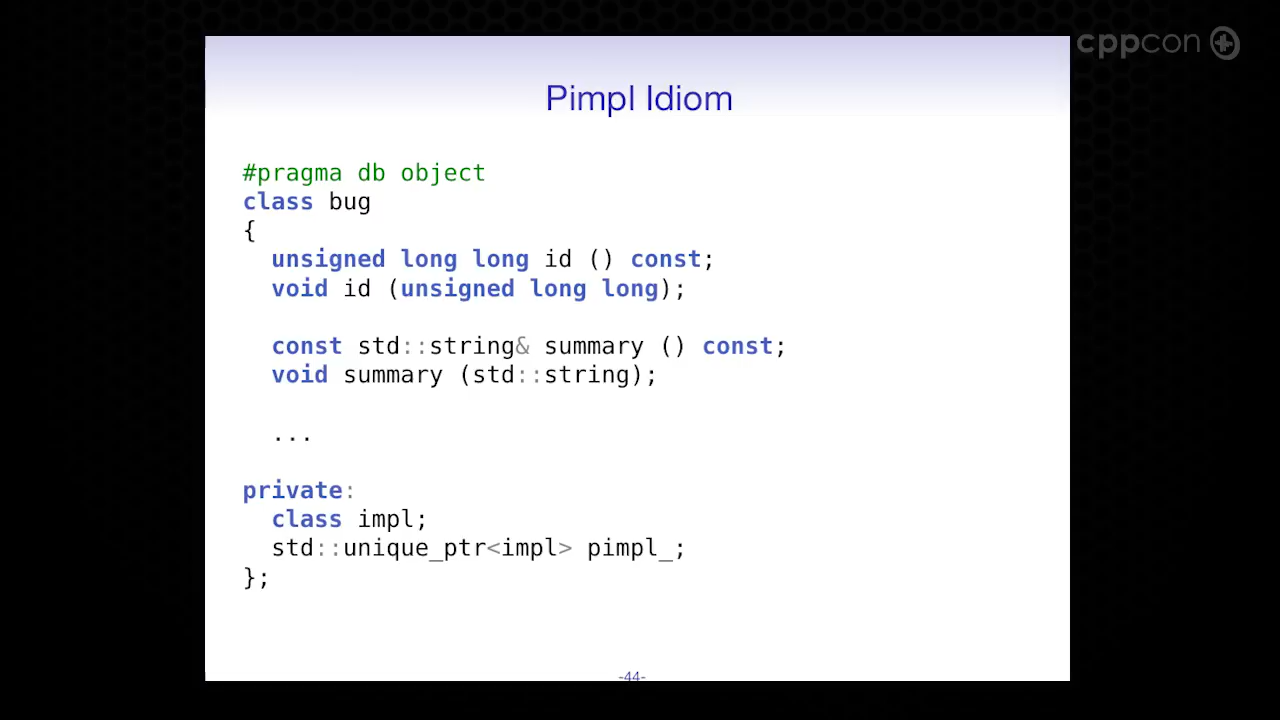 cppcon
Pimpl Idiom
#pragma db object
class bug
{
  unsigned long long id () const;
  void id (unsigned long long);
  const std::string& summary () const;
  void summary (std::string);
  ...
private:
  class impl;
  std::unique_ptr<impl> pimpl_;
};
-44-